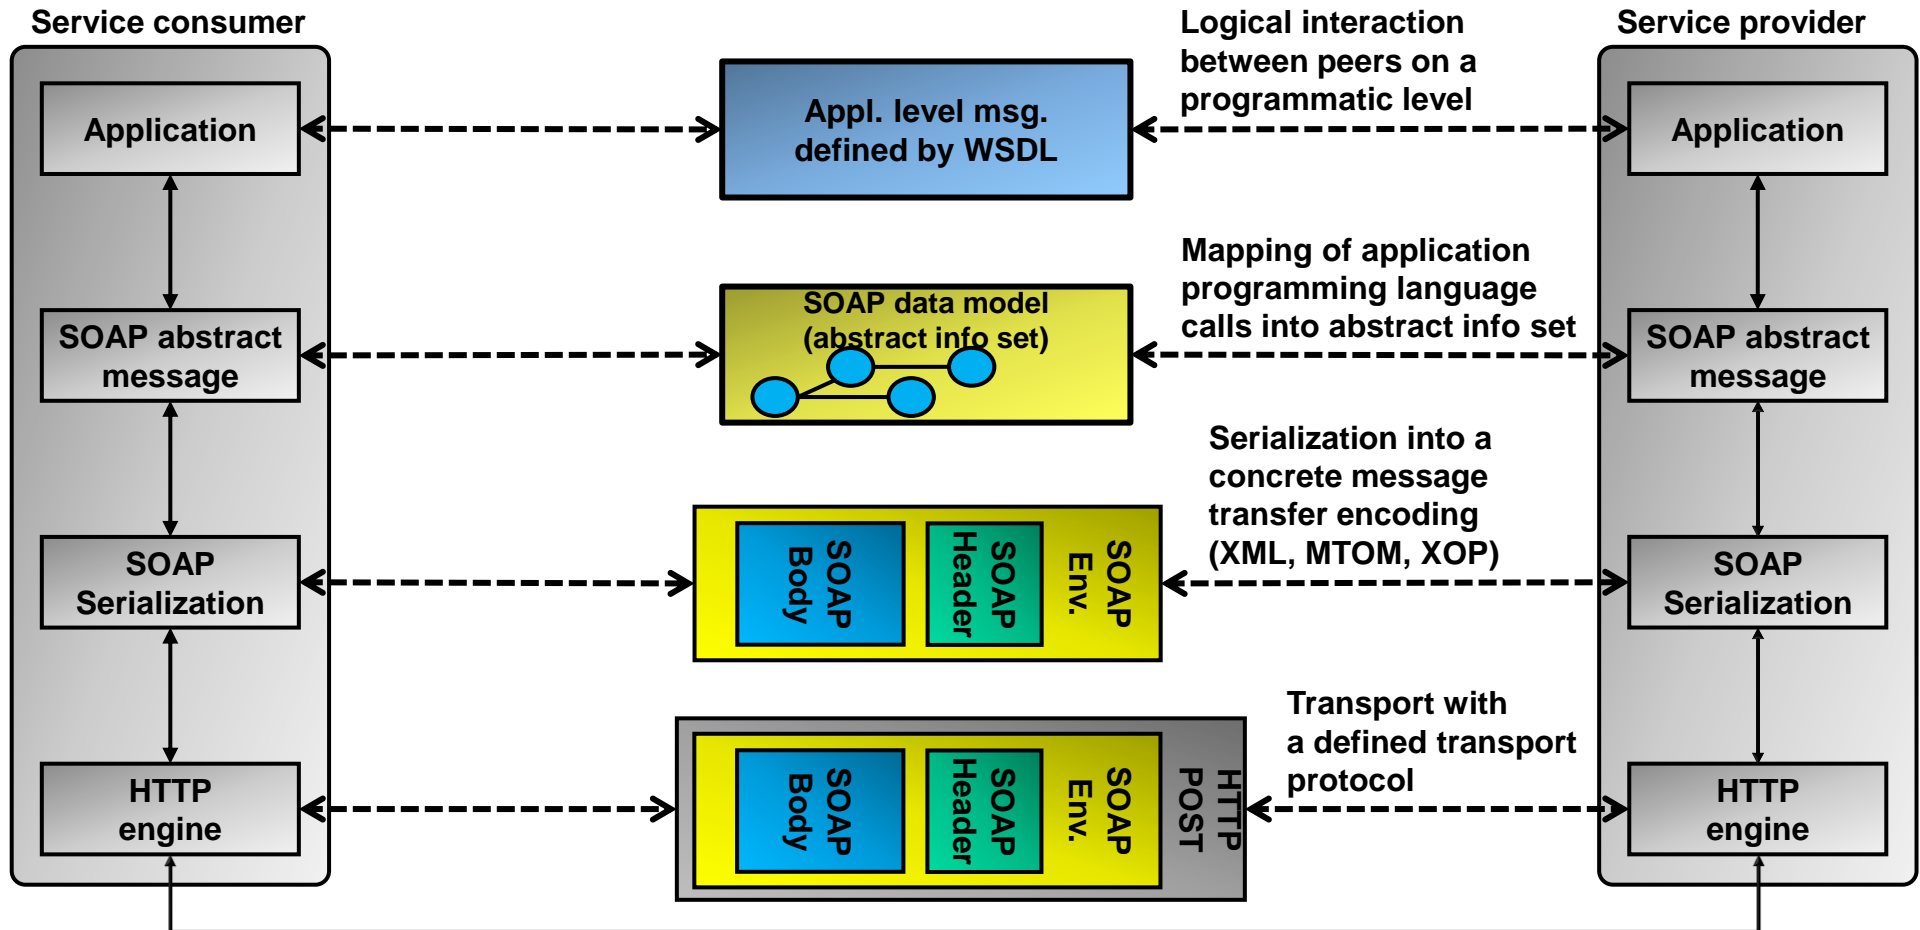 Service consumer
Application
SOAP abstract
message
SOAP
Serialization
HTTP
engine
Appl. level msg.
defined by WSDL
Logical interaction
between peers on a
programmatic level
SOAP data model
(abstract info set)
Mapping of application
programming language
calls into abstract info set
SOAP
Body
SOAP
Header
SOAP
Env.
Serialization into a
concrete message
transfer encoding
(XML, MTOM, XOP)
SOAP
Body
SOAP
Header
SOAP
Env.
HTTP
POST
Transport with
a defined transport
protocol
Service provider
Application
SOAP abstract
message
SOAP
Serialization
HTTP
engine